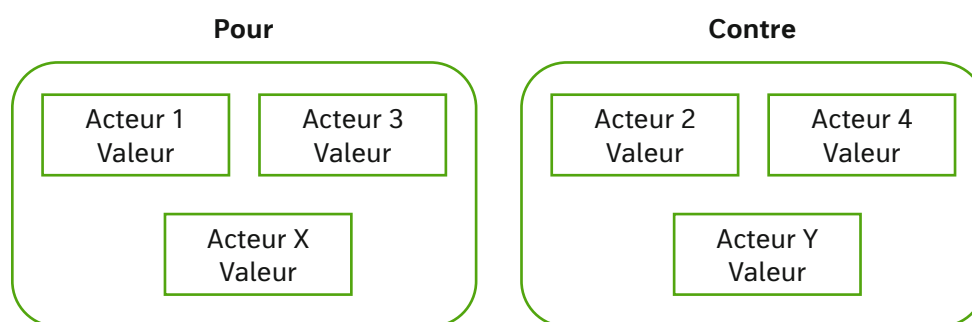 Pour
Acteur 1
Valeur
Acteur 3
Valeur
Acteur X
Valeur
Contre
Acteur 2
Valeur
Acteur 4
Valeur
Acteur Y
Valeur